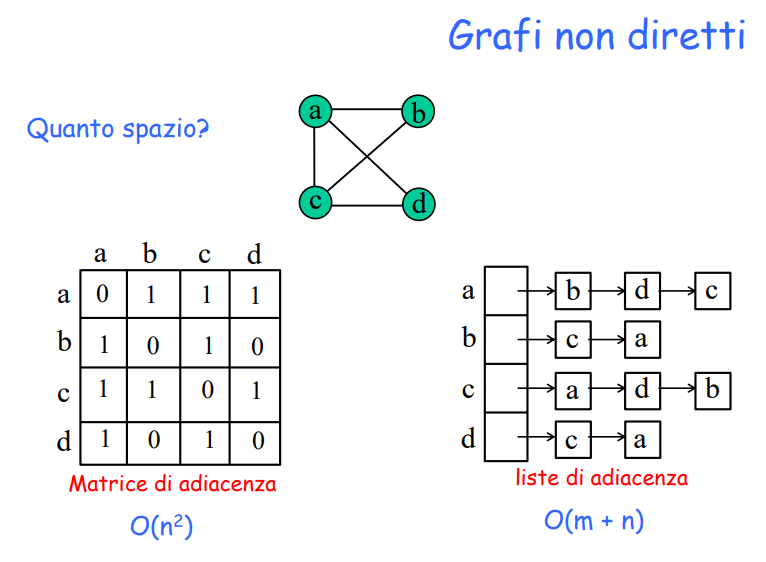 Grafi non diretti
Quanto spazio?
a b
c d
a b c d
a 0 1 1 1
b 1 0 1 0
c 1 1 0 1
d 1 0 1 0
Matrice di adiacenza
O(n²)
a b d c
b c a
c a d b
d c a
liste di adiacenza
O(m + n)